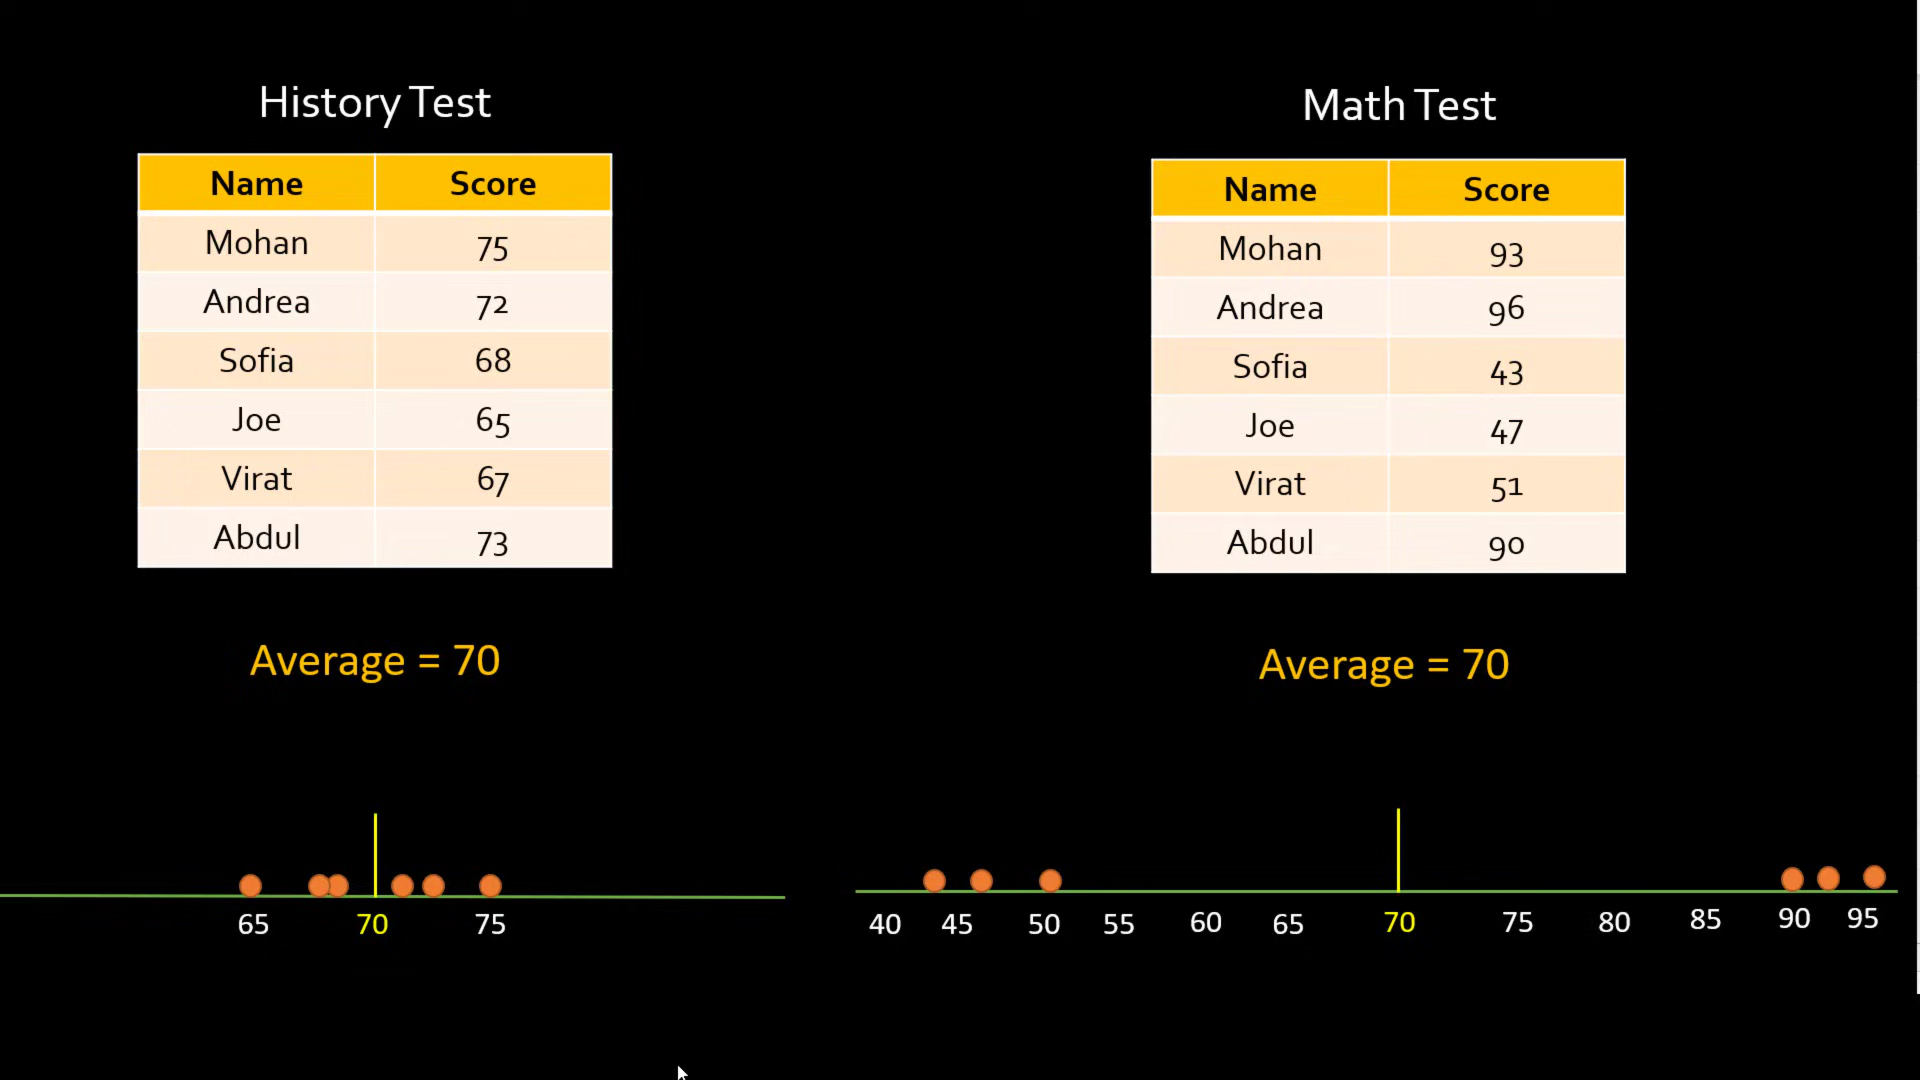 History Test
Name Score
Mohan 75
Andrea 72
Sofia 68
Joe 65
Virat 67
Abdul 73
Average = 70
65 70 75
Math Test
Name Score
Mohan 93
Andrea 96
Sofia 43
Joe 47
Virat 51
Abdul 90
Average = 70
40 45 50 55 60 65 70 75 80 85 90 95